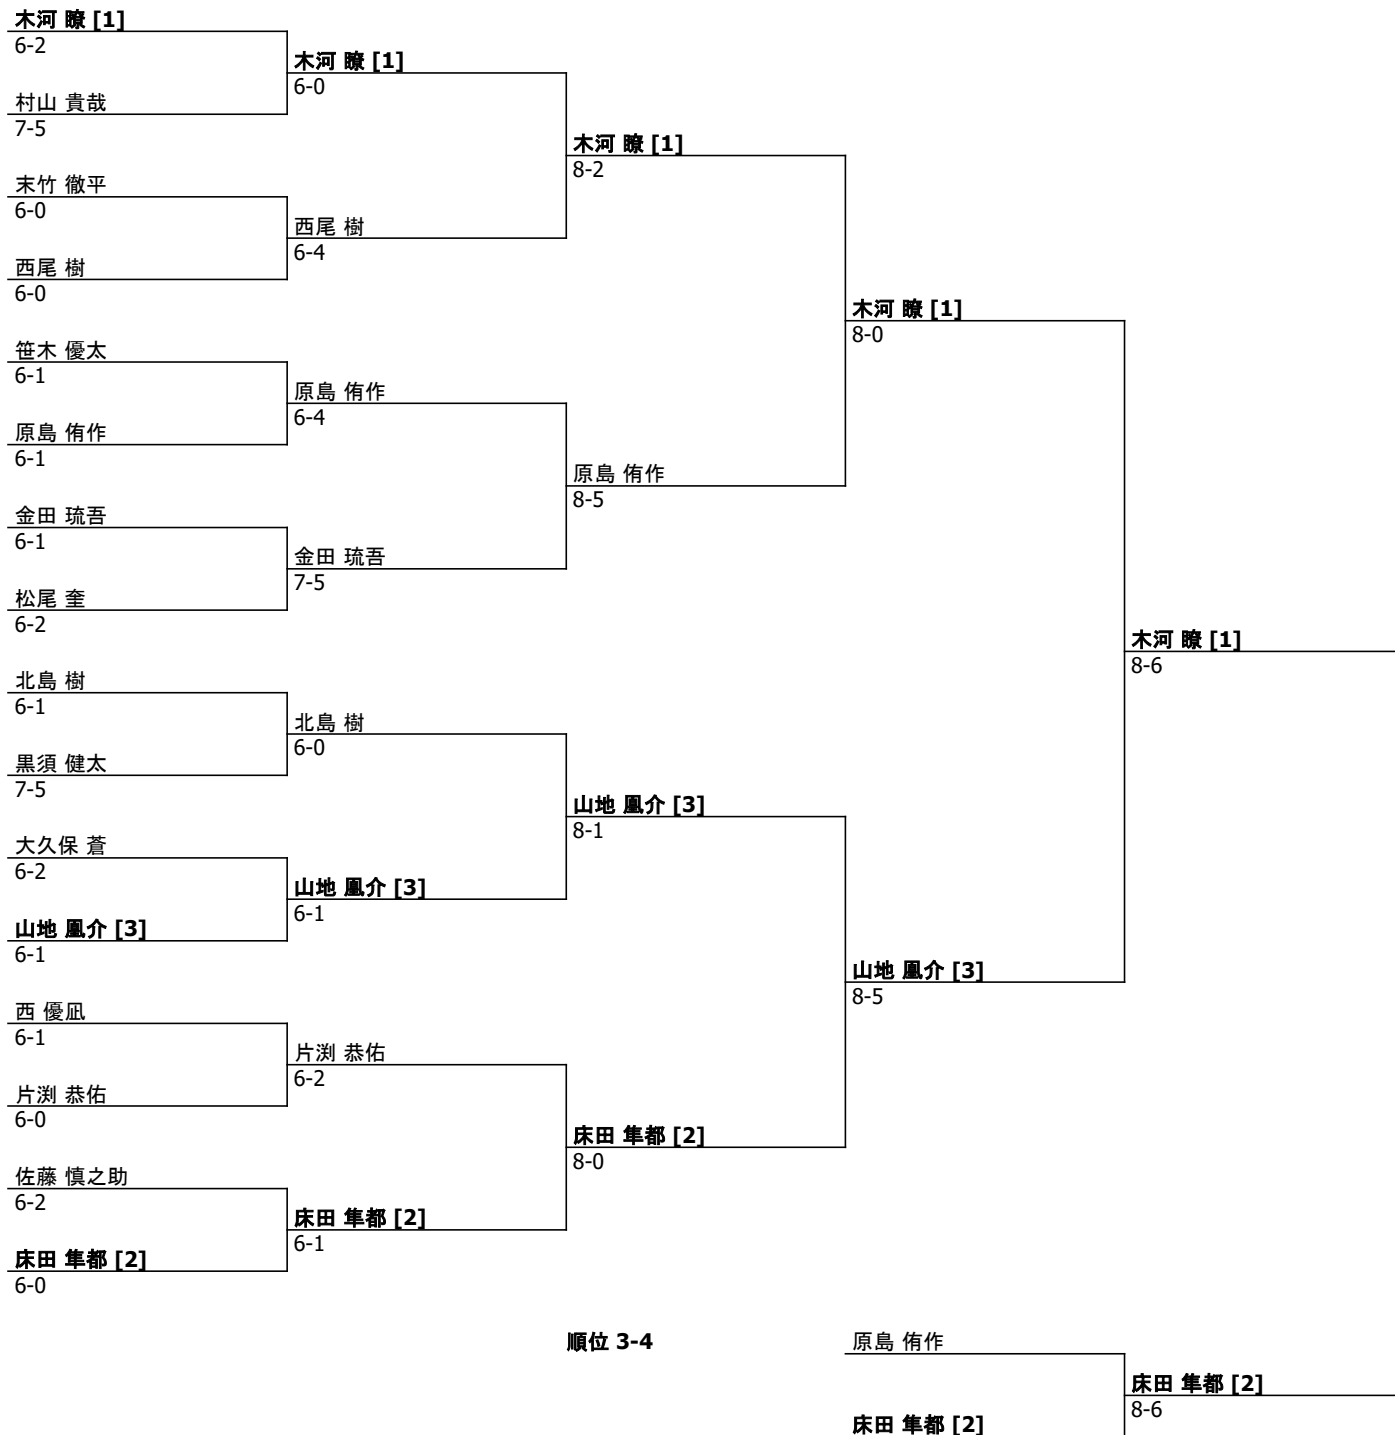 木河 瞭 [1]
6-2
木河 瞭 [1]
6-0
村山 貴哉
7-5
木河 瞭 [1]
8-2
末竹 徹平
6-0
西尾 樹
6-4
西尾 樹
6-0
木河 瞭 [1]
8-0
笹木 優太
6-1
原島 侑作
6-4
原島 侑作
6-1
原島 侑作
8-5
金田 琉吾
6-1
金田 琉吾
7-5
松尾 奎
6-2
木河 瞭 [1]
8-6
北島 樹
6-1
北島 樹
6-0
黒須 健太
7-5
山地 凰介 [3]
8-1
大久保 蒼
6-2
山地 凰介 [3]
6-1
山地 凰介 [3]
6-1
山地 凰介 [3]
8-5
西 優凪
6-1
片渕 恭佑
6-2
片渕 恭佑
6-0
床田 隼都 [2]
8-0
佐藤 慎之助
6-2
床田 隼都 [2]
6-1
床田 隼都 [2]
6-0
順位 3-4
原島 侑作
床田 隼都 [2]
8-6
床田 隼都 [2]